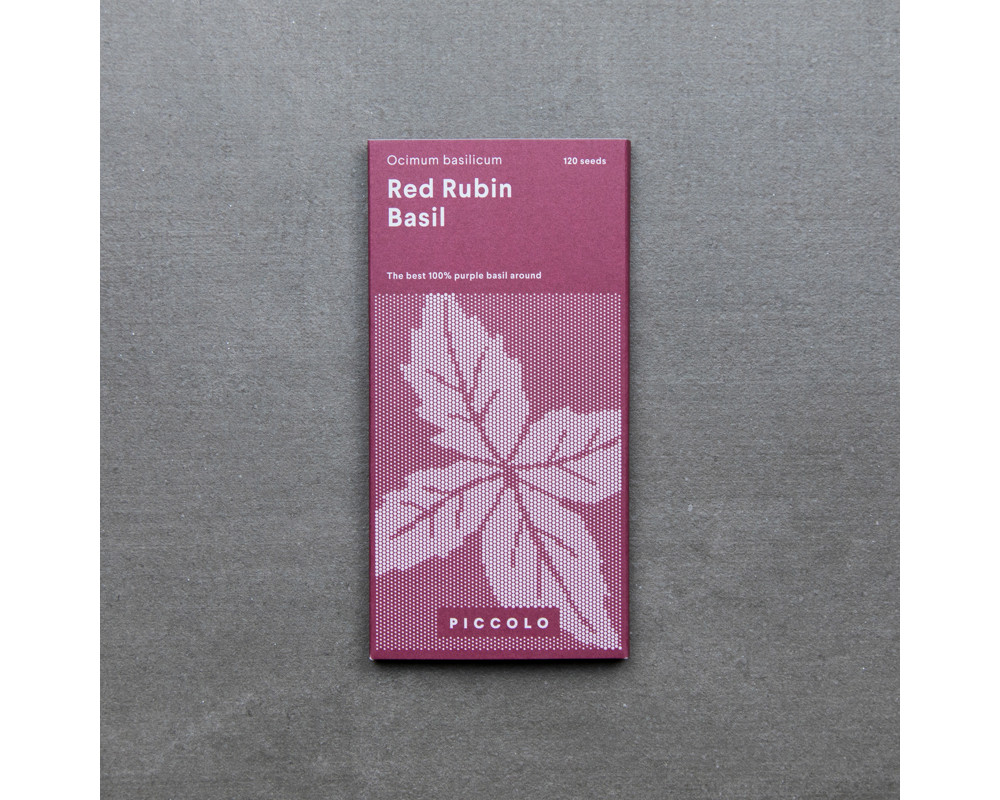 Ocimum basilicum
120 seeds
Red Rubin
Basil
The best 100% purple basil around
PICCOLO